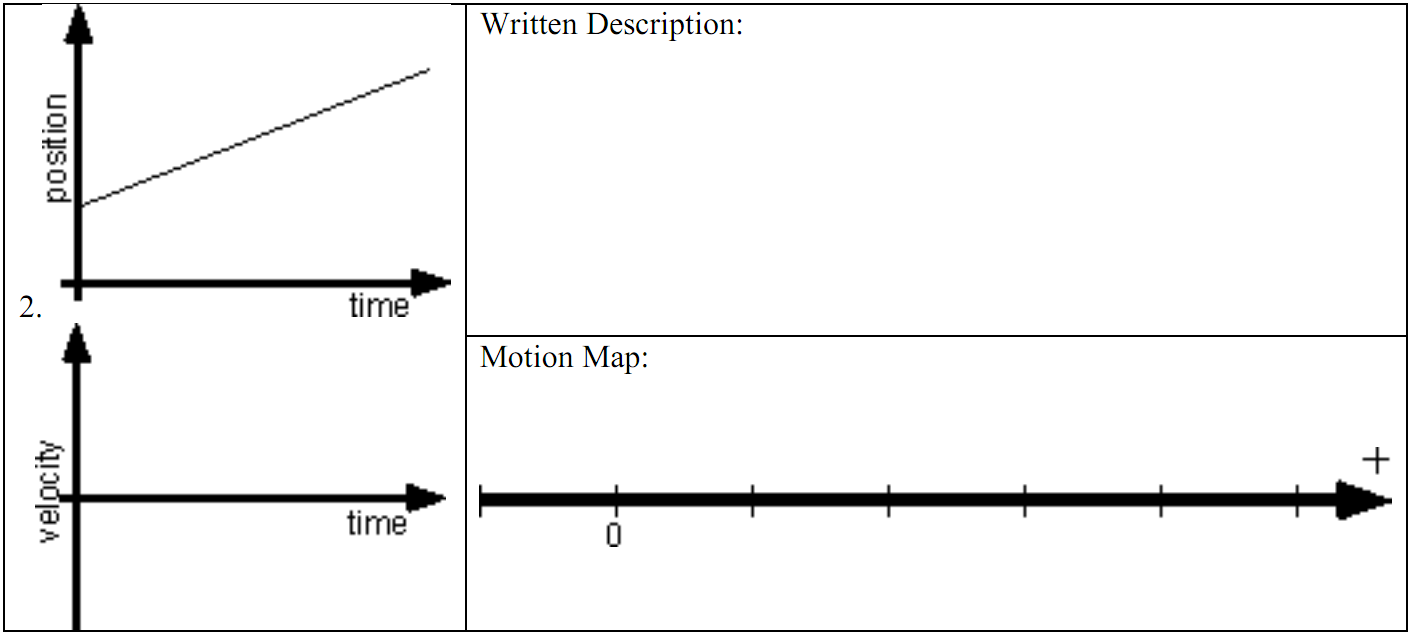 2.
position
time
velocity
time
Written Description:
Motion Map:
+
0